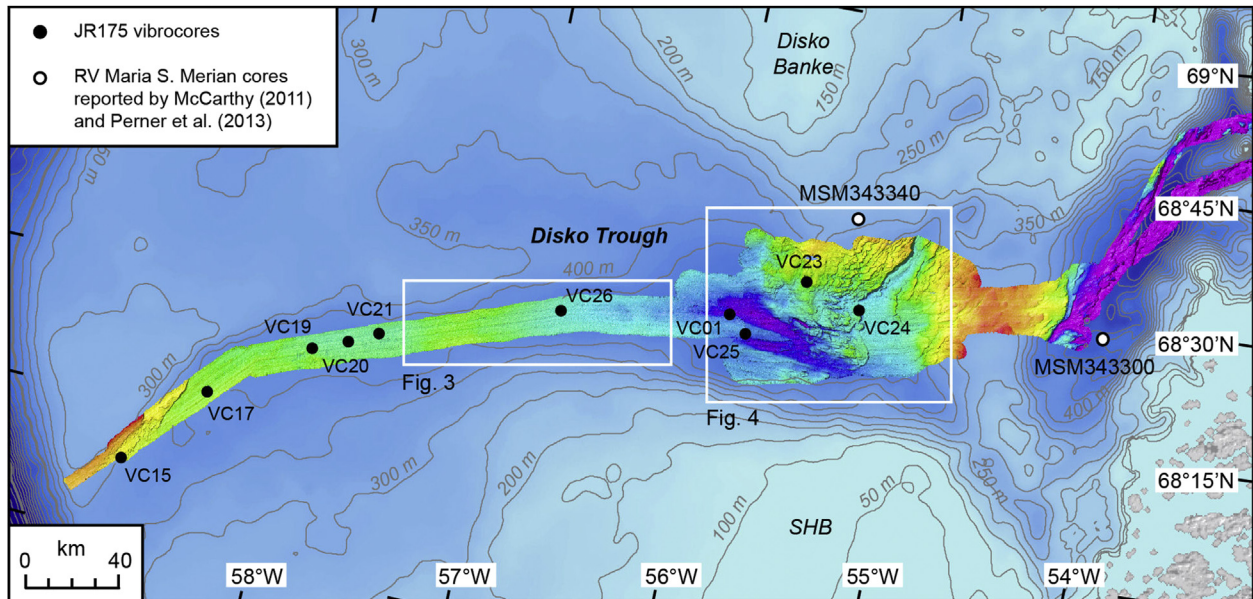 JR175 vibrocores
RV Maria S. Merian cores
reported by McCarthy (2011)
and Perner et al. (2013)
300 m
200 m
Disko
Banke
150 m
150 m
69°N
50 m
250 m
MSM343340
350 m
68°45'N
350 m
Disko Trough
400 m
VC23
VC26
VC21
VC19
VC01
VC24
VC20
VC25
68°30'N
300 m
MSM343300
Fig. 3
400 m
VC17
Fig. 4
VC15
300 m
200 m
250 m
68°15'N
50 m
100 m
SHB
km
0 40
58°W
57°W
56°W
55°W
54°W